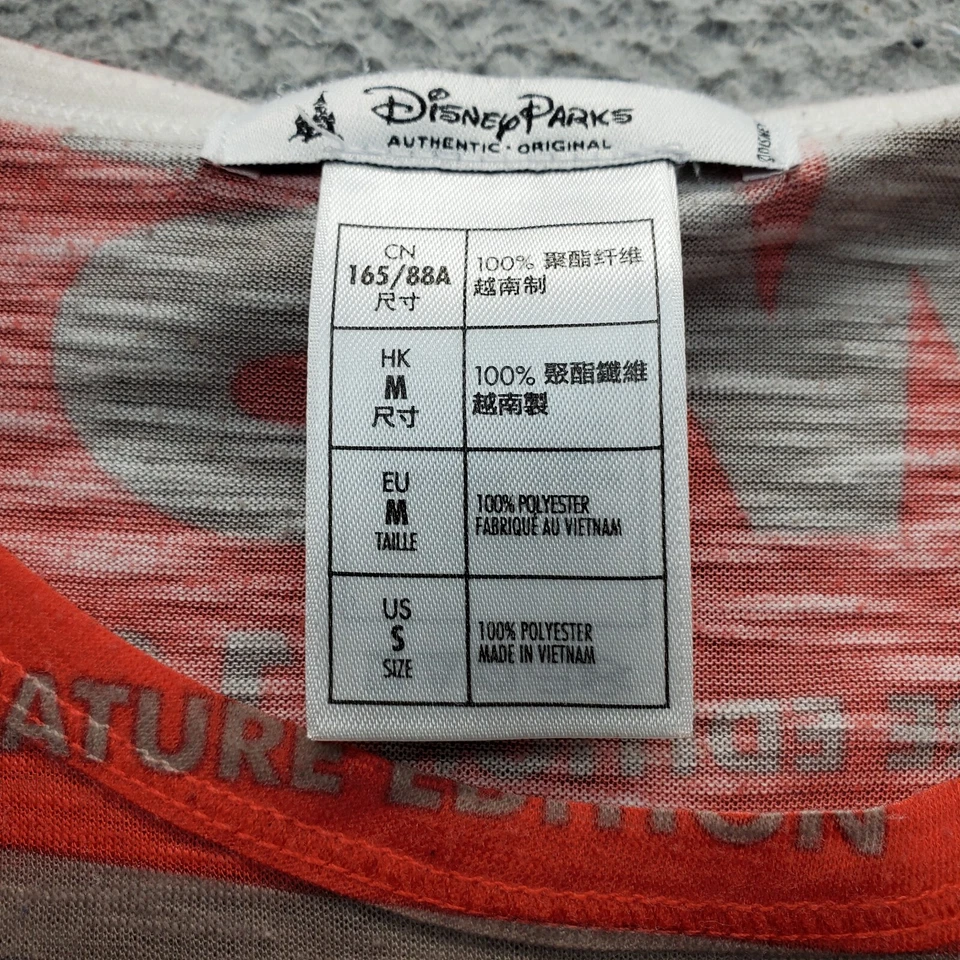 Disney Parks
AUTHENTIC · ORIGINAL
CN
165/88A
尺寸
100% 聚酯纤维
越南制
HK
M
尺寸
100% 聚酯纖維
越南製
EU
M
TAILLE
100% POLYESTER
FABRIQUÉ AU VIETNAM
US
S
SIZE
100% POLYESTER
MADE IN VIETNAM
ATURE EDITION